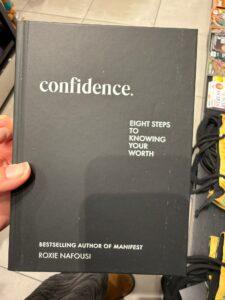 confidence.
EIGHT STEPS
TO
KNOWING
YOUR
WORTH
BESTSELLING AUTHOR OF MANIFEST
ROXIE NAFOUSI